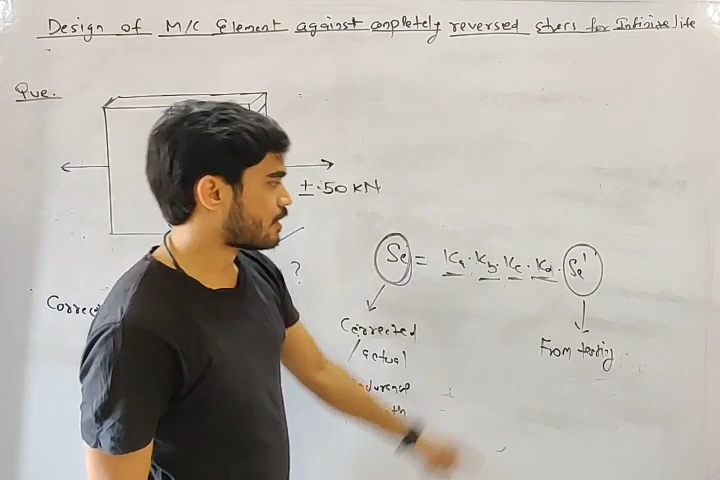 Design of M/C Element against completely reversed stress for Infinite life
Que.
± 50 KN
Se = Ka . Kb . Kc . Kd . Se'
?
Correc
Corrected
/ actual
From testing